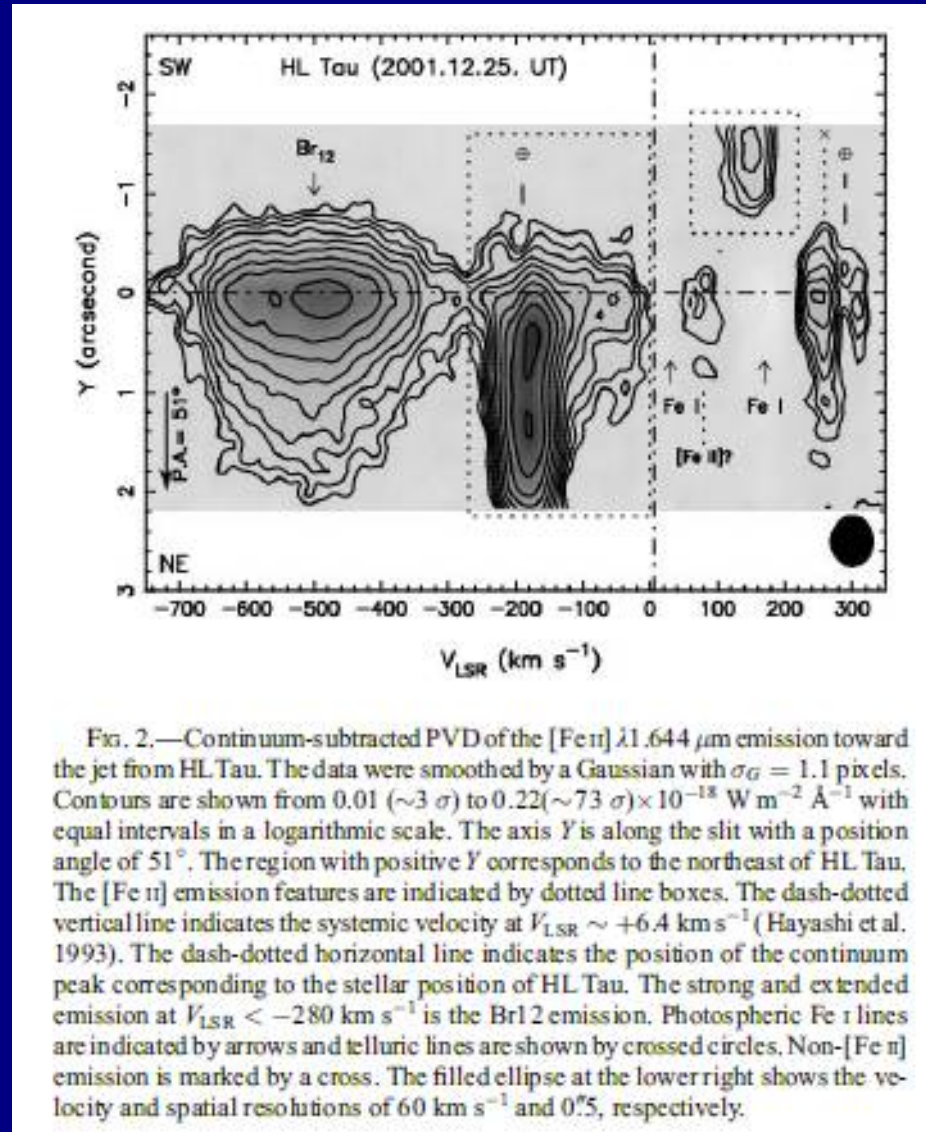 SW HL Tau (2001.12.25. UT)
Br12
⊕
×
⊕
Fe I
Fe I
[Fe II]?
P.A.= 51°
NE
Y (arcsecond)
−2
−1
0
1
2
3
−700 −600 −500 −400 −300 −200 −100 0 100 200 300
V_LSR (km s⁻¹)
FIG. 2.—Continuum-subtracted PVD of the [Fe II] λ1.644 μm emission toward
the jet from HL Tau. The data were smoothed by a Gaussian with σ_G = 1.1 pixels.
Contours are shown from 0.01 (∼3 σ) to 0.22(∼73 σ)×10⁻¹⁸ W m⁻² Å⁻¹ with
equal intervals in a logarithmic scale. The axis Y is along the slit with a position
angle of 51°. The region with positive Y corresponds to the northeast of HL Tau.
The [Fe II] emission features are indicated by dotted line boxes. The dash-dotted
vertical line indicates the systemic velocity at V_LSR ∼ +6.4 km s⁻¹ (Hayashi et al.
1993). The dash-dotted horizontal line indicates the position of the continuum
peak corresponding to the stellar position of HL Tau. The strong and extended
emission at V_LSR < −280 km s⁻¹ is the Br12 emission. Photospheric Fe I lines
are indicated by arrows and telluric lines are shown by crossed circles. Non-[Fe II]
emission is marked by a cross. The filled ellipse at the lower right shows the ve-
locity and spatial resolutions of 60 km s⁻¹ and 0″.5, respectively.